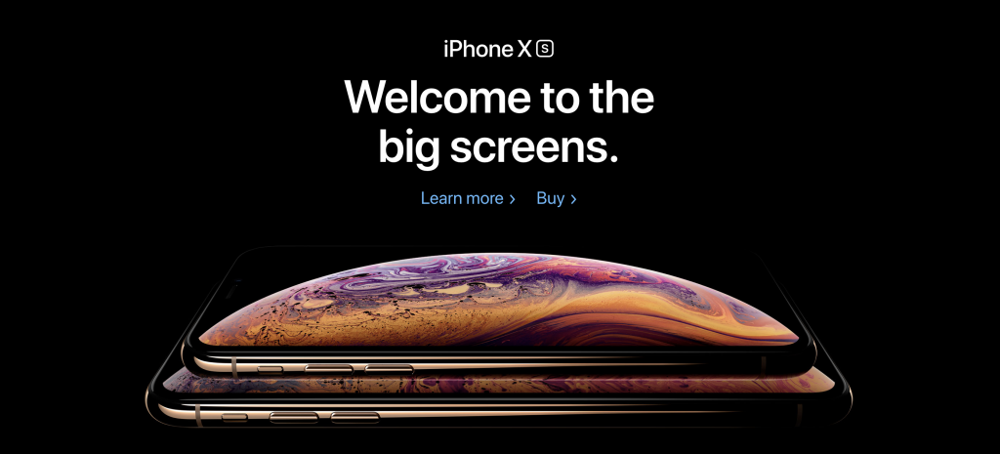 iPhone XS
Welcome to the
big screens.
Learn more › Buy ›